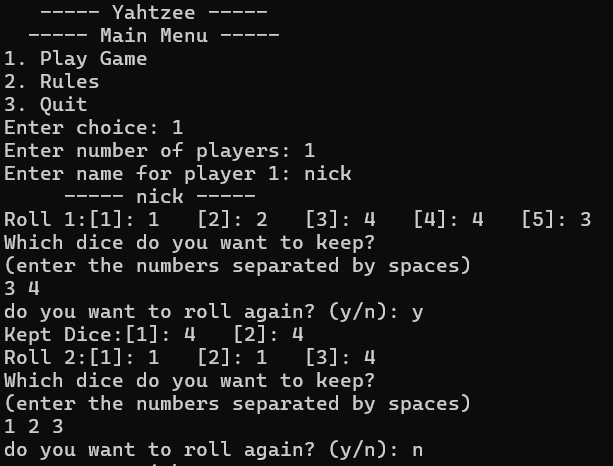 ----- Yahtzee -----
----- Main Menu -----
1. Play Game
2. Rules
3. Quit
Enter choice: 1
Enter number of players: 1
Enter name for player 1: nick
----- nick -----
Roll 1:[1]: 1 [2]: 2 [3]: 4 [4]: 4 [5]: 3
Which dice do you want to keep?
(enter the numbers separated by spaces)
3 4
do you want to roll again? (y/n): y
Kept Dice:[1]: 4 [2]: 4
Roll 2:[1]: 1 [2]: 1 [3]: 4
Which dice do you want to keep?
(enter the numbers separated by spaces)
1 2 3
do you want to roll again? (y/n): n